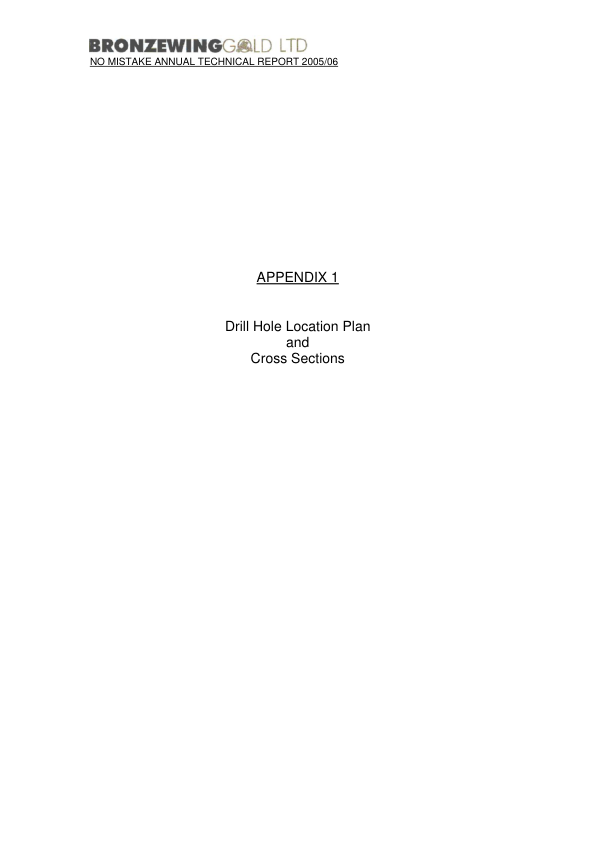 BRONZEWINGGOLD LTD
NO MISTAKE ANNUAL TECHNICAL REPORT 2005/06
APPENDIX 1
Drill Hole Location Plan
and
Cross Sections